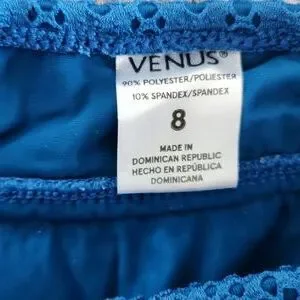 VENUS®
90% POLYESTER/POLIESTER
10% SPANDEX/SPANDEX
8
MADE IN
DOMINICAN REPUBLIC
HECHO EN REPÚBLICA
DOMINICANA